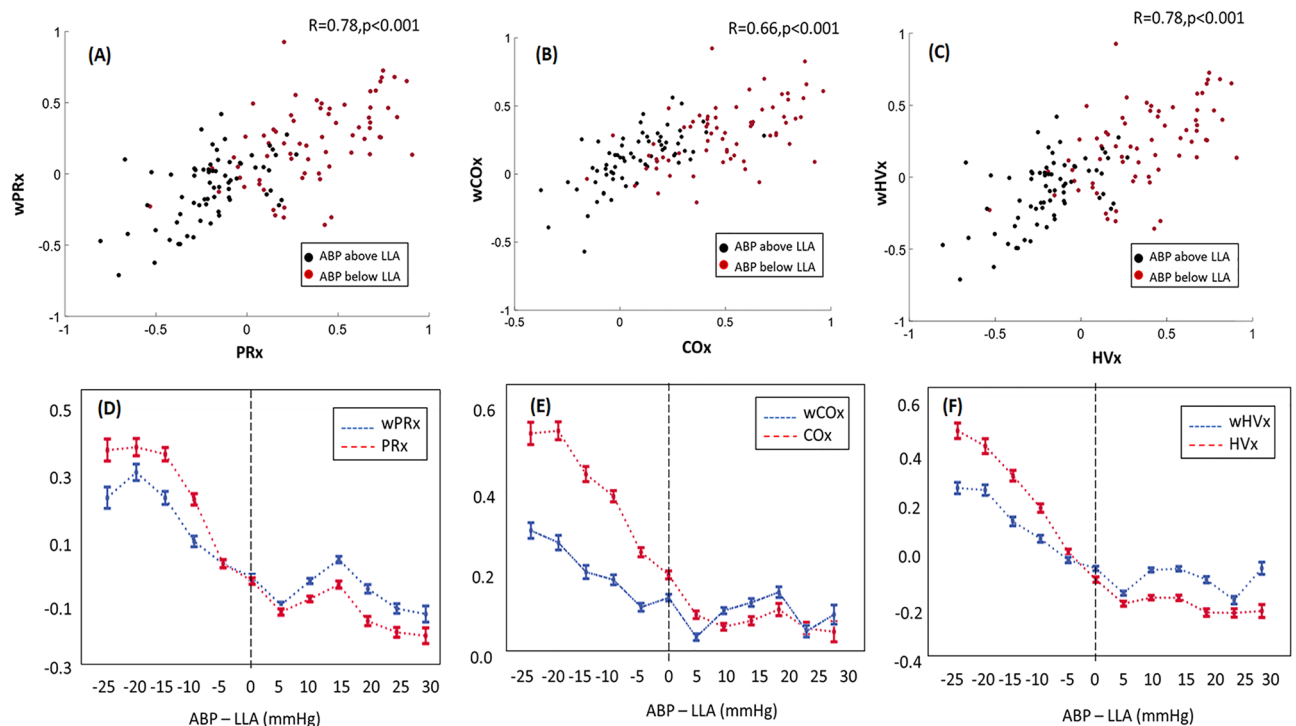 R=0.78,p<0.001
(A)
1
0.5
0
-0.5
-1
wPRx
-1
-0.5
0
0.5
1
PRx
ABP above LLA
ABP below LLA
R=0.66,p<0.001
(B)
1
0.5
0
-0.5
-1
wCOx
-0.5
0
0.5
1
COx
ABP above LLA
ABP below LLA
R=0.78,p<0.001
(C)
1
0.5
0
-0.5
-1
wHVx
-1
-0.5
0
0.5
1
HVx
ABP above LLA
ABP below LLA
(D)
wPRx
PRx
0.5
0.3
0.1
-0.1
-0.3
-25 -20 -15 -10 -5 0 5 10 15 20 25 30
ABP – LLA (mmHg)
(E)
wCOx
COx
0.6
0.4
0.2
0.0
-25 -20 -15 -10 -5 0 5 10 15 20 25 30
ABP – LLA (mmHg)
(F)
wHVx
HVx
0.6
0.4
0.2
0.0
-0.2
-0.4
-25 -20 -15 -10 -5 0 5 10 15 20 25 30
ABP – LLA (mmHg)